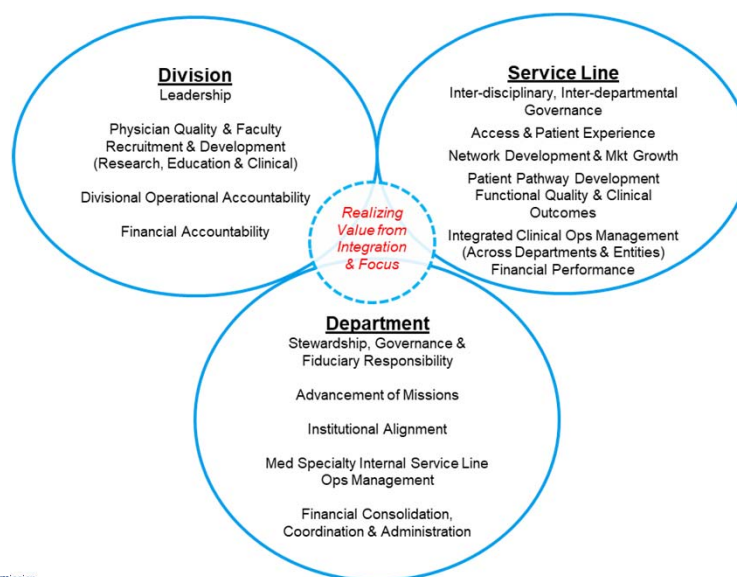 Division
Leadership
Physician Quality & Faculty
Recruitment & Development
(Research, Education & Clinical)
Divisional Operational Accountability
Financial Accountability
Service Line
Inter-disciplinary, Inter-departmental
Governance
Access & Patient Experience
Network Development & Mkt Growth
Patient Pathway Development
Functional Quality & Clinical
Outcomes
Integrated Clinical Ops Management
(Across Departments & Entities)
Financial Performance
Realizing
Value from
Integration
& Focus
Department
Stewardship, Governance &
Fiduciary Responsibility
Advancement of Missions
Institutional Alignment
Med Specialty Internal Service Line
Ops Management
Financial Consolidation,
Coordination & Administration